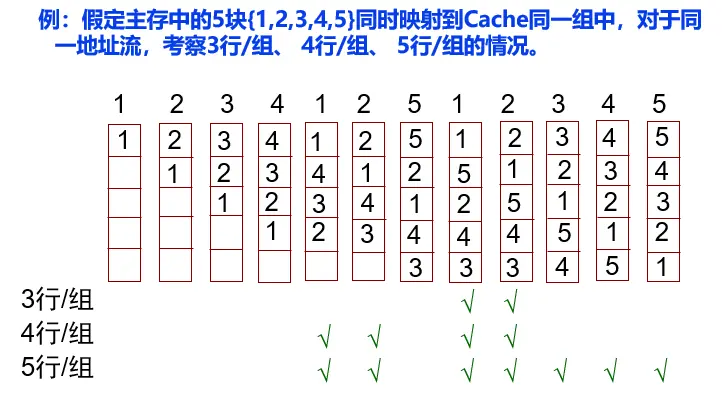 例：假定主存中的5块{1,2,3,4,5}同时映射到Cache同一组中，对于同
一地址流，考察3行/组、 4行/组、 5行/组的情况。
1 2 3 4 1 2 5 1 2 3 4 5
1 2 3 4 1 2 5 1 2 3 4 5
1 2 3 4 1 2 5 1 2 3 4
1 2 3 4 1 2 5 1 2 3
1 2 3 4 4 4 5 1 2
3 3 3 4 5 1
3行/组 √ √
4行/组 √ √ √ √
5行/组 √ √ √ √ √ √ √